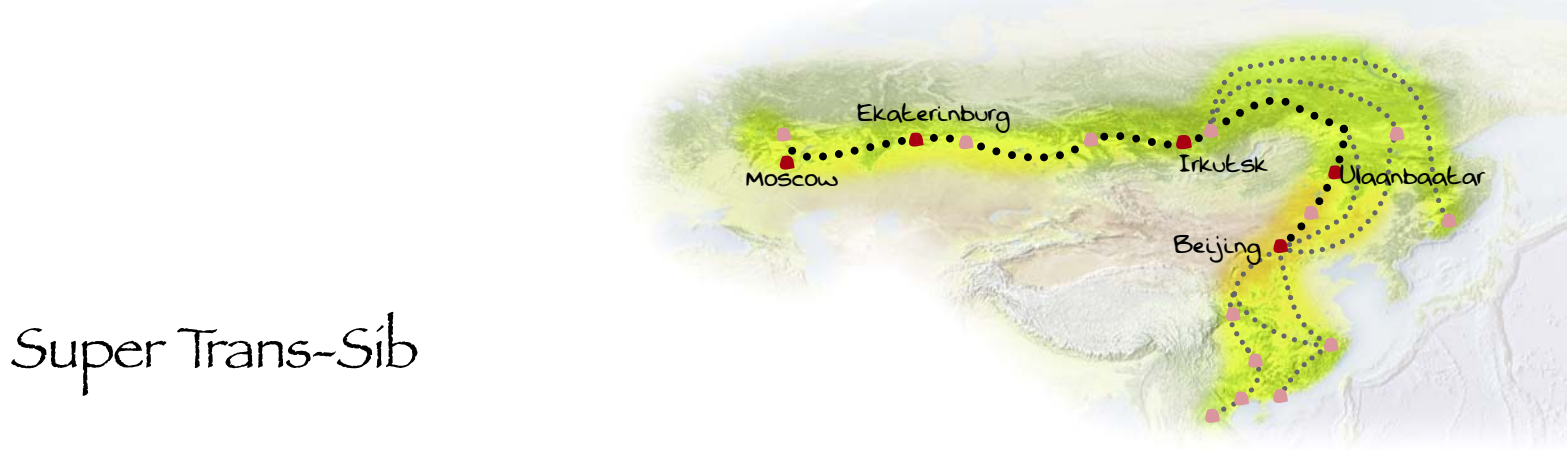 Ekaterinburg
Irkutsk
Moscow
Ulaanbaatar
Beijing
Super Trans-Sib